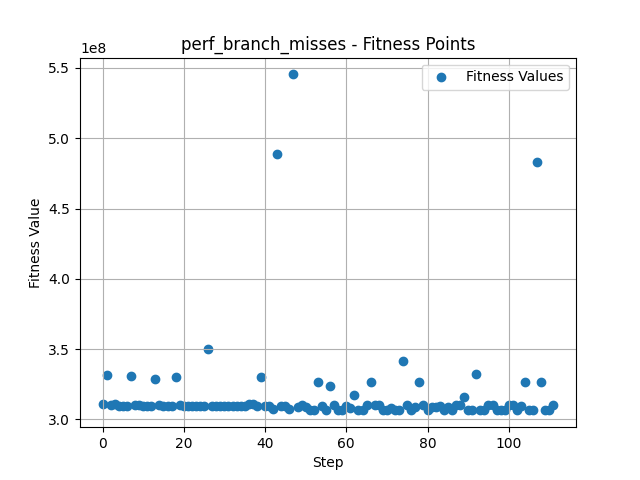 perf_branch_misses - Fitness Points
1e8
Fitness Values
5.5
5.0
4.5
4.0
3.5
3.0
Fitness Value
0 20 40 60 80 100
Step